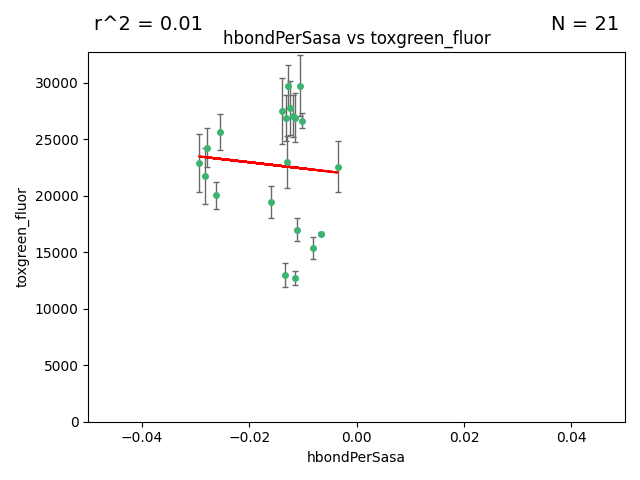 r^2 = 0.01
N = 21
hbondPerSasa vs toxgreen_fluor
30000
25000
20000
15000
10000
5000
0
toxgreen_fluor
−0.04
−0.02
0.00
0.02
0.04
hbondPerSasa